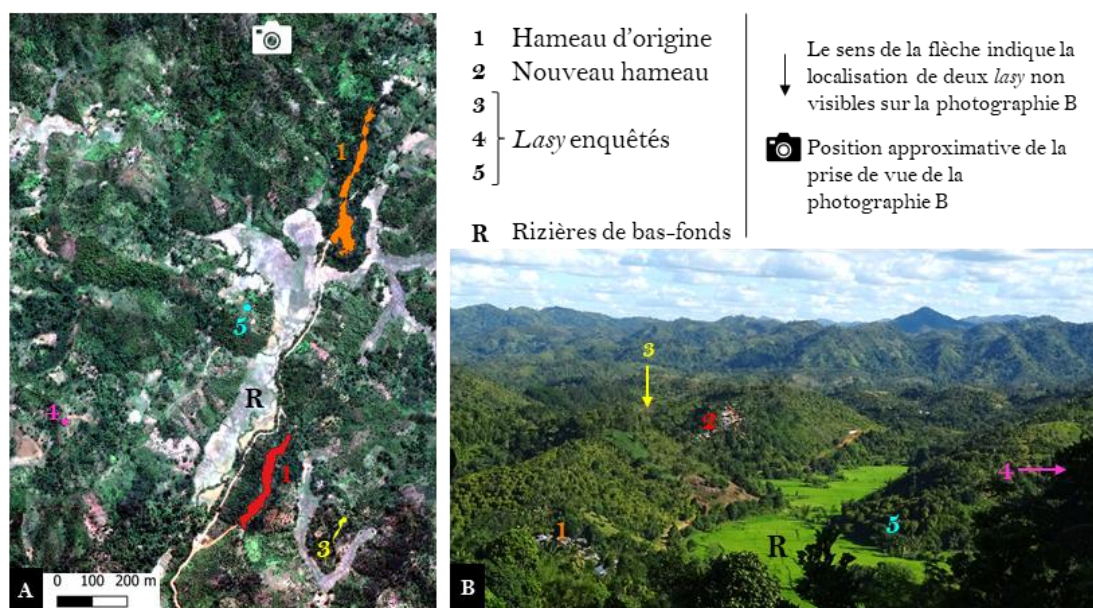 1
5
4
R
1
3
A
0 100 200 m
1 Hameau d'origine
2 Nouveau hameau
3
4 Lasy enquêtés
5
R Rizières de bas-fonds
Le sens de la flèche indique la
localisation de deux lasy non
visibles sur la photographie B
Position approximative de la
prise de vue de la
photographie B
3
2
4
1
5
R
B